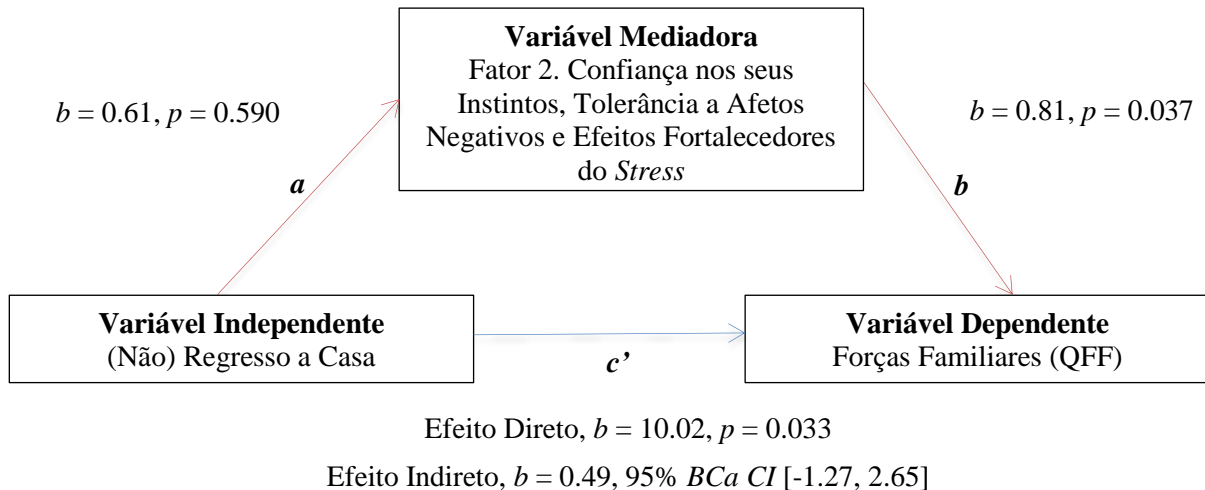 Variável Mediadora
Fator 2. Confiança nos seus
Instintos, Tolerância a Afetos
Negativos e Efeitos Fortalecedores
do Stress
b = 0.61, p = 0.590
b = 0.81, p = 0.037
a
b
Variável Independente
(Não) Regresso a Casa
Variável Dependente
Forças Familiares (QFF)
c’
Efeito Direto, b = 10.02, p = 0.033
Efeito Indireto, b = 0.49, 95% BCa CI [-1.27, 2.65]